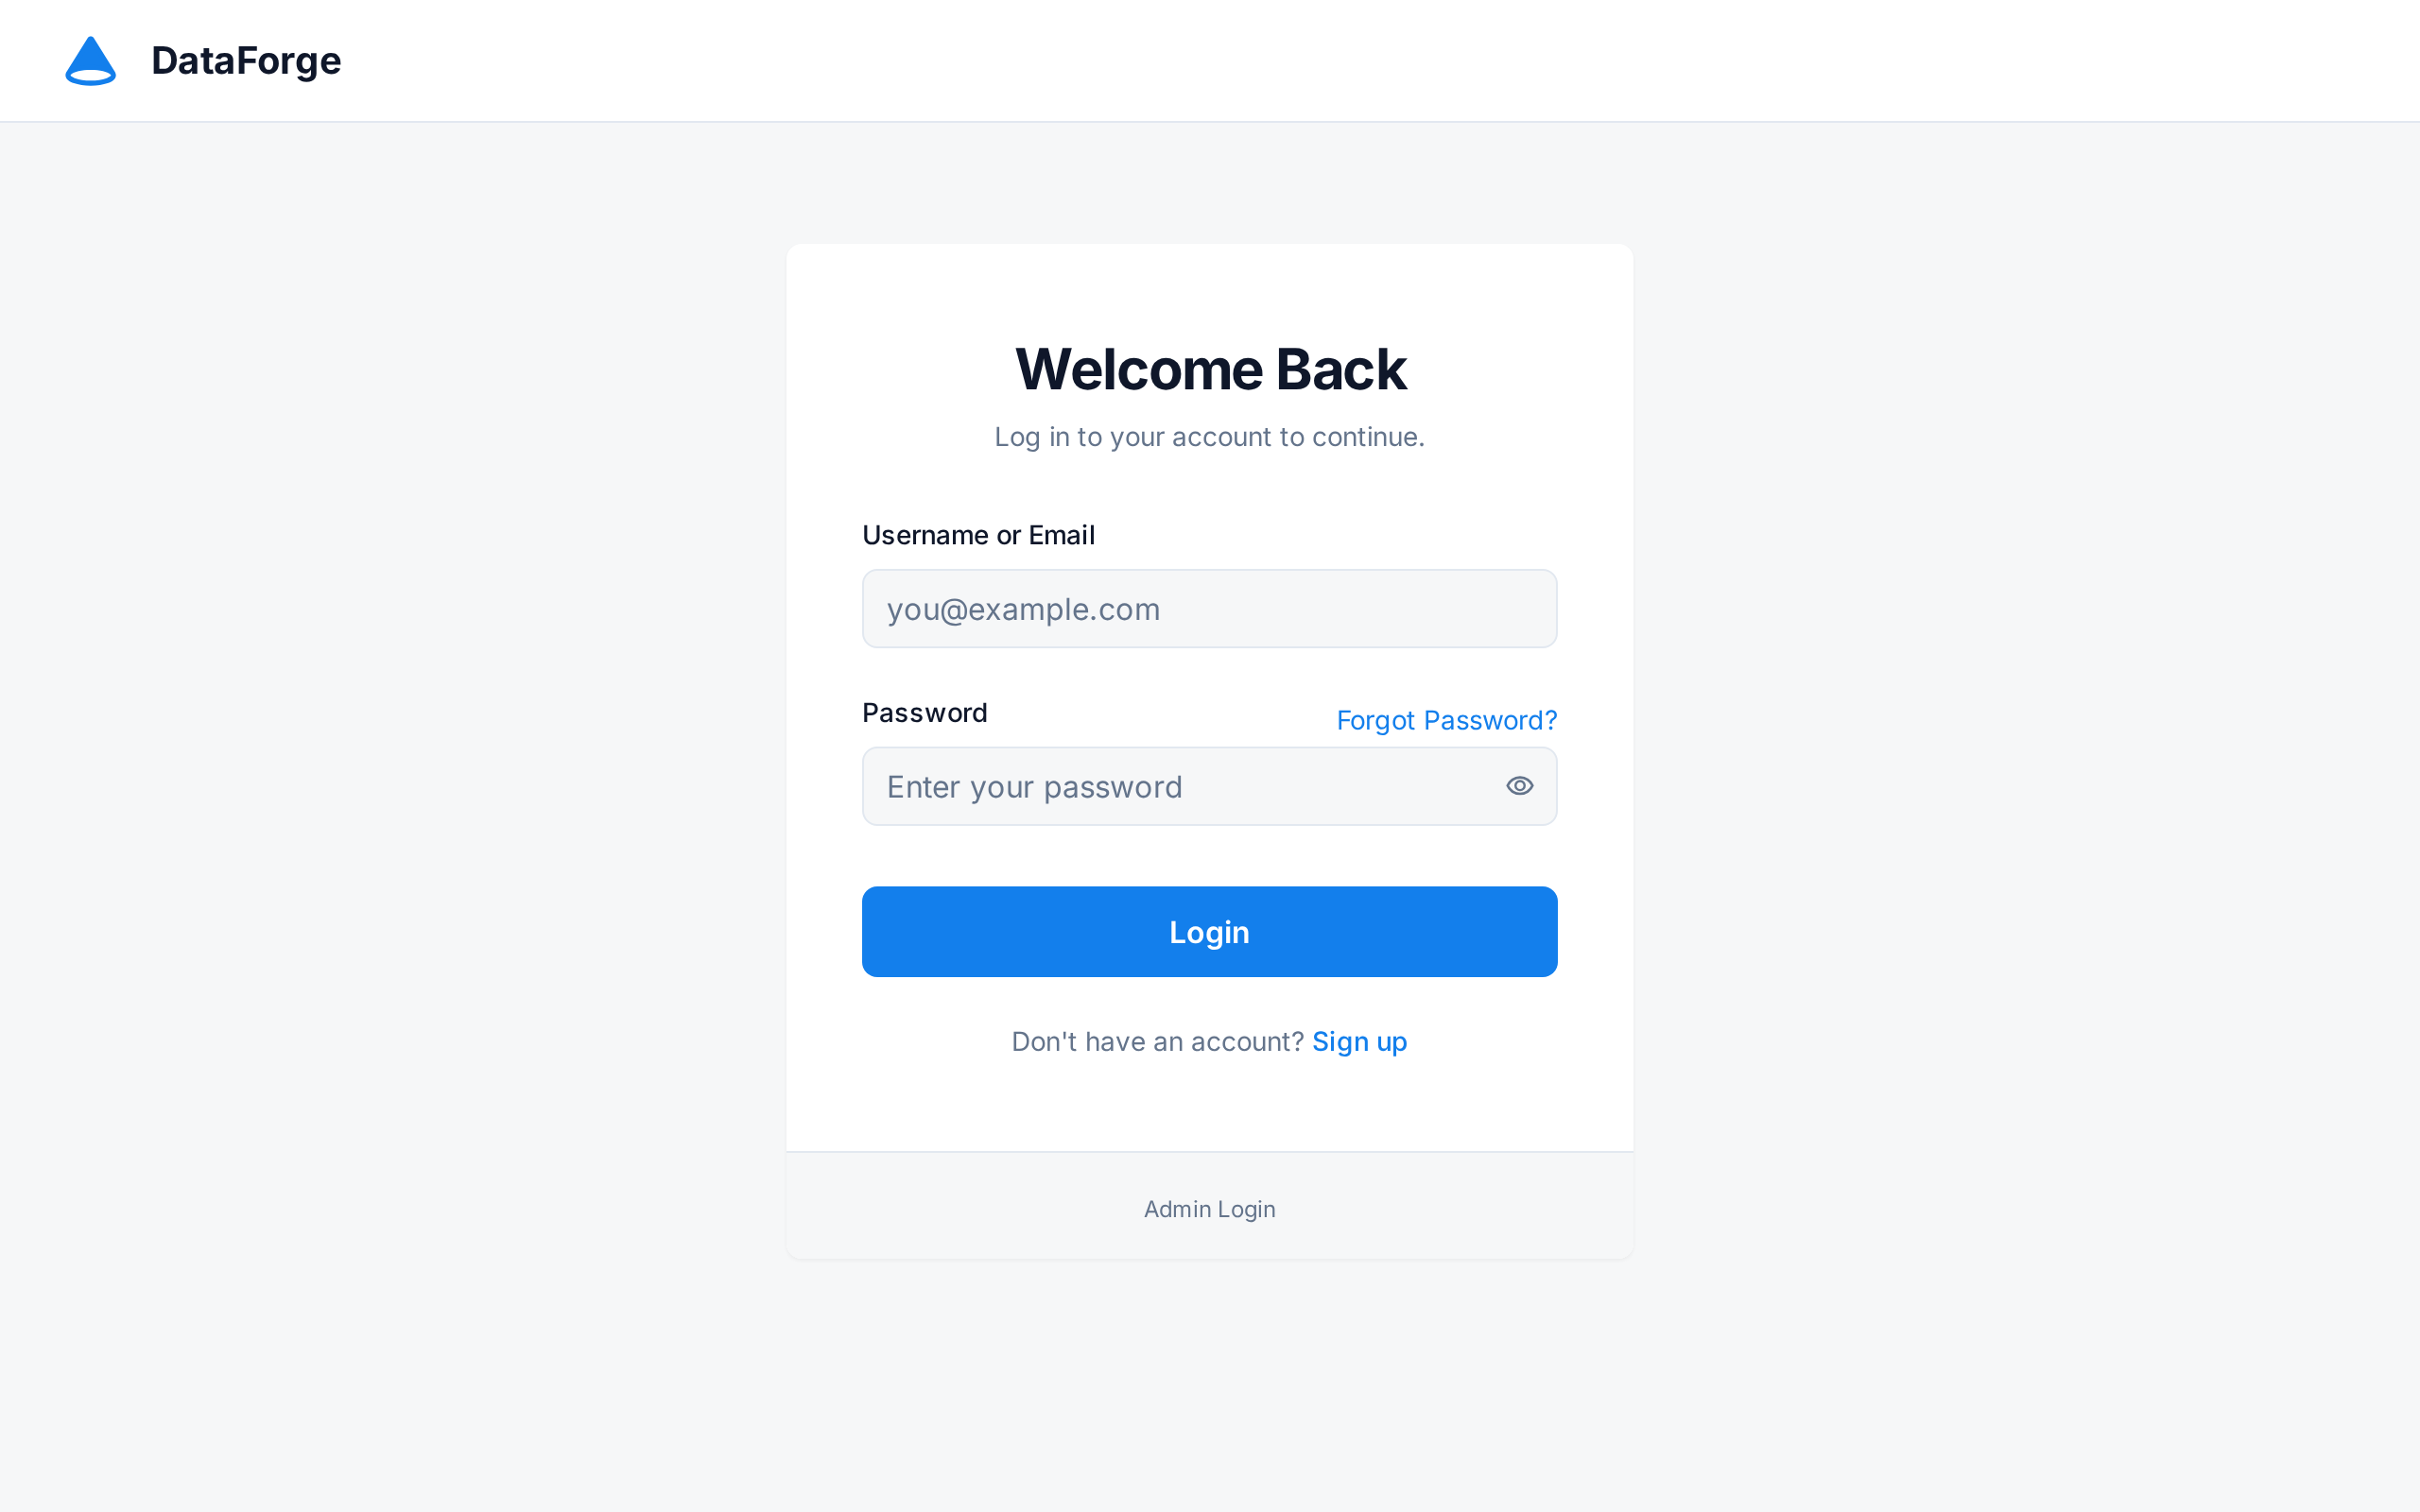 DataForge
Welcome Back
Log in to your account to continue.
Username or Email
you@example.com
Password
Forgot Password?
Enter your password
Login
Don't have an account? Sign up
Admin Login